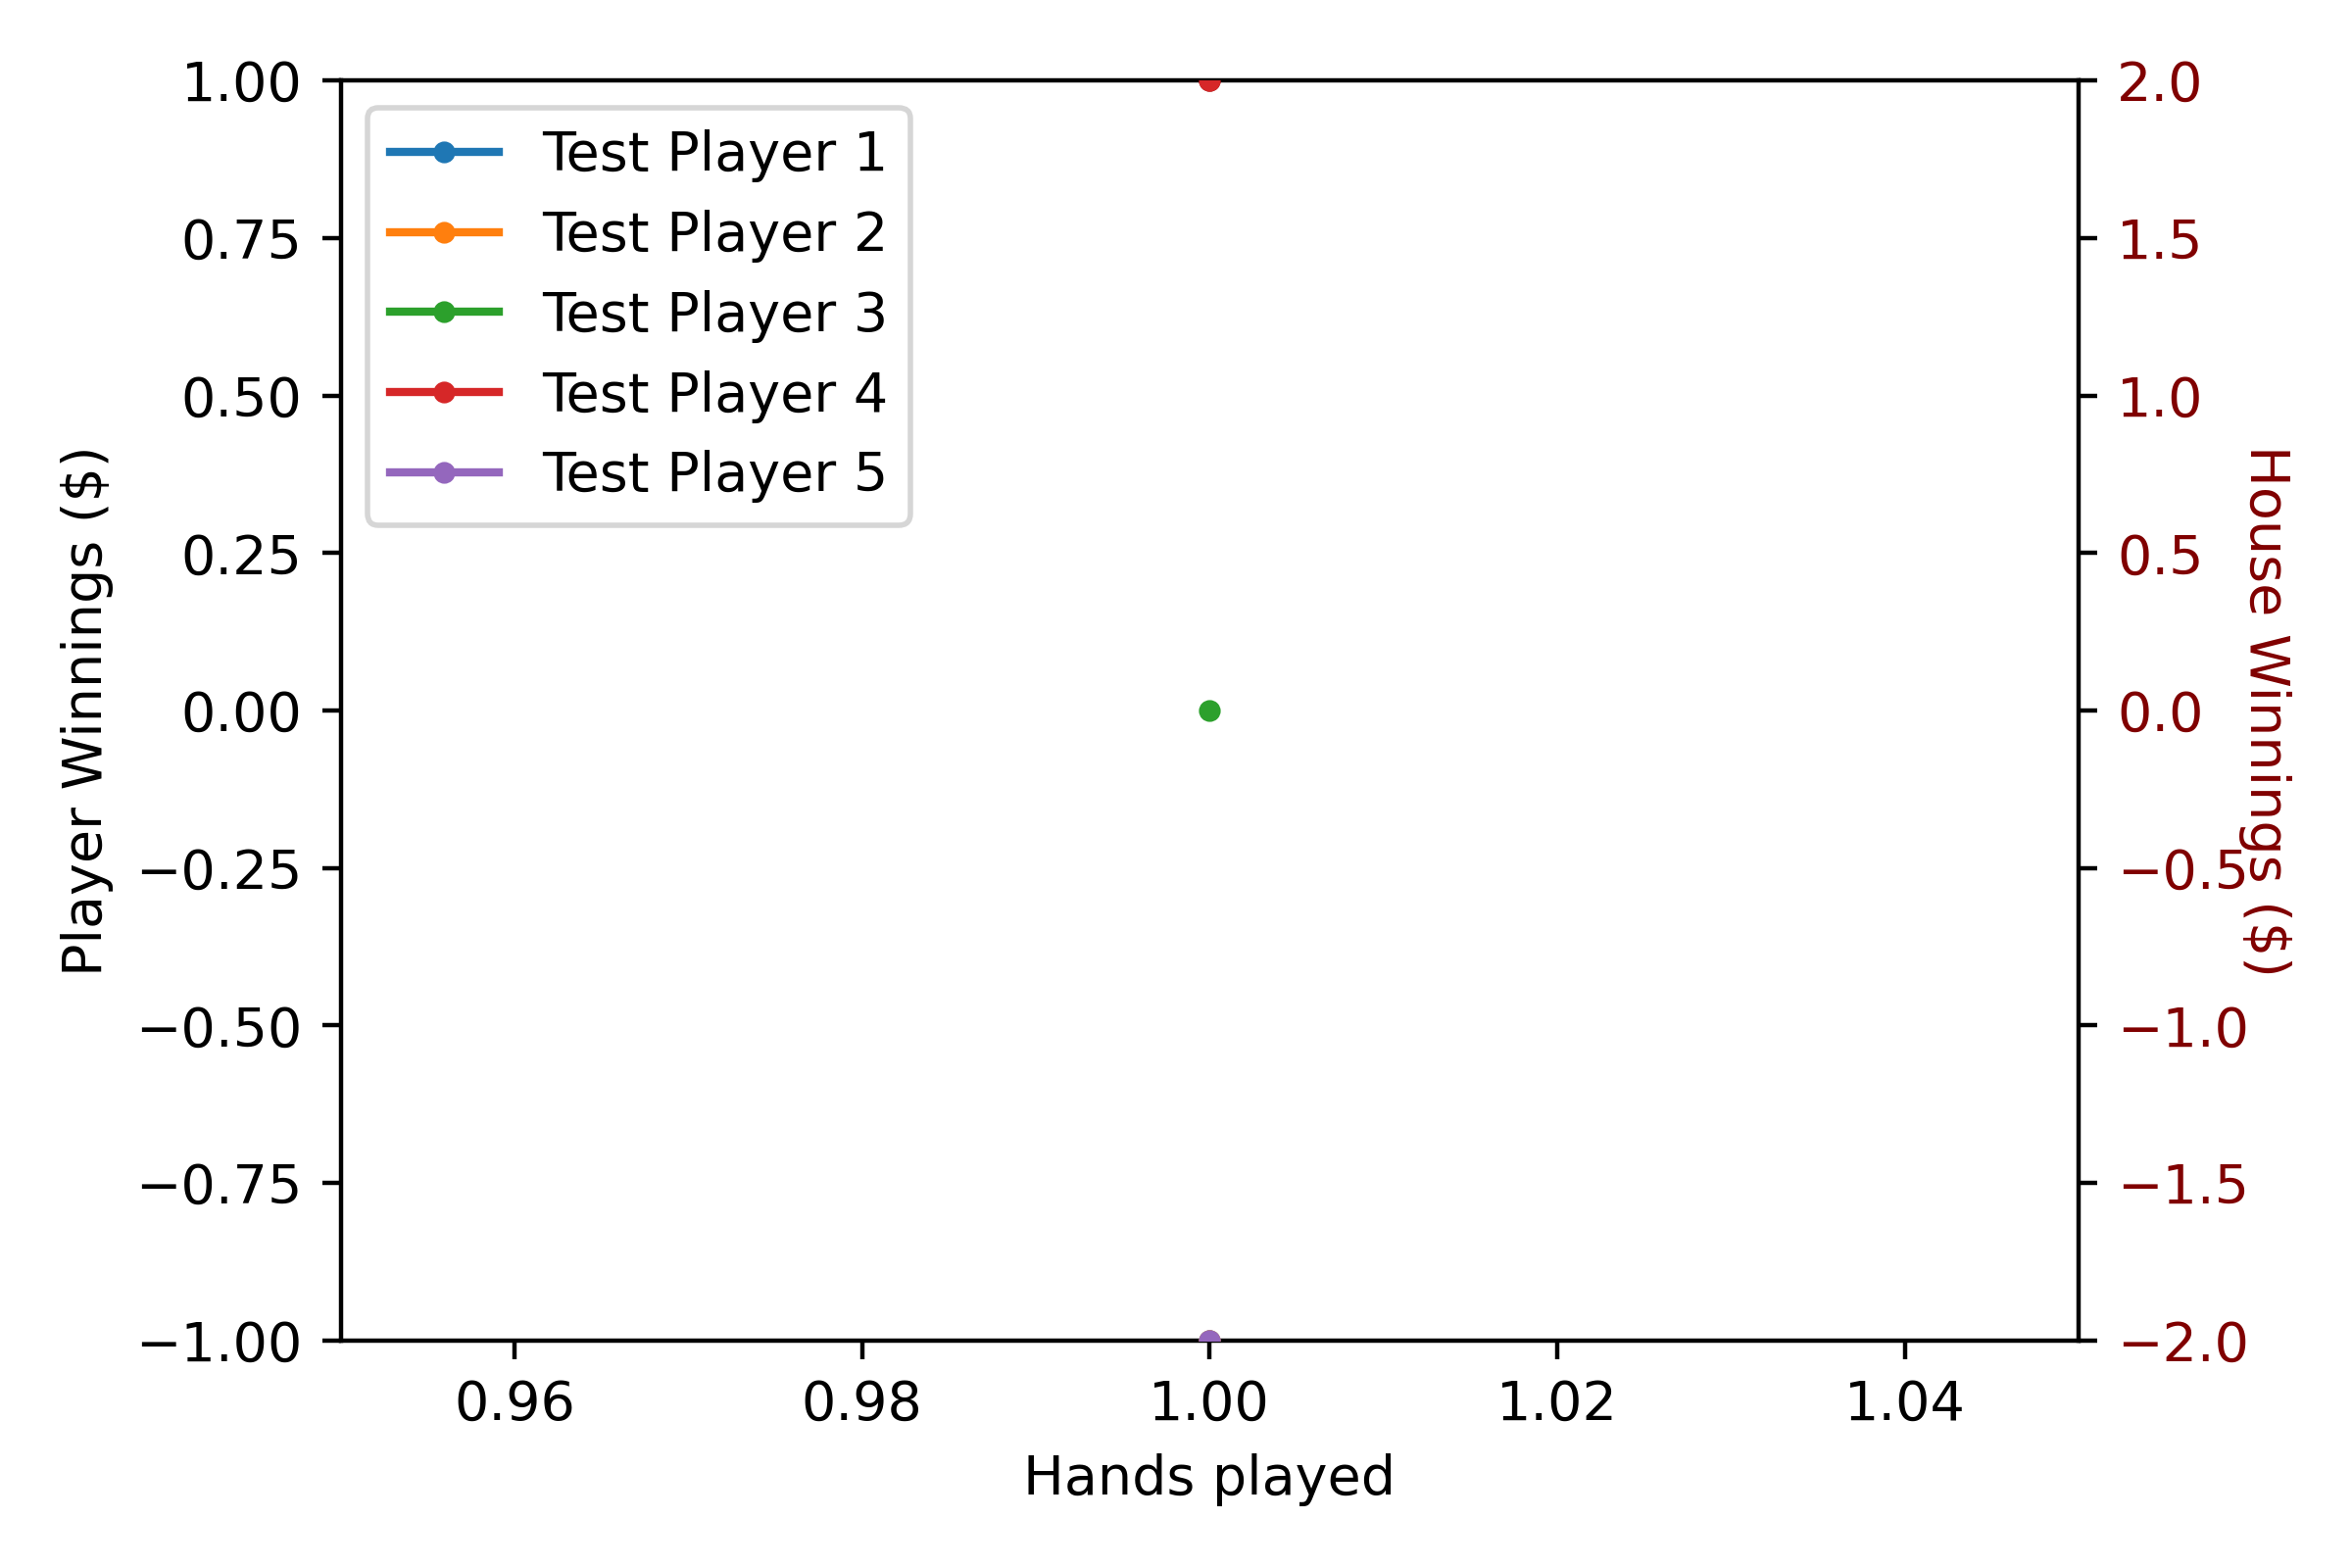 Test Player 1
Test Player 2
Test Player 3
Test Player 4
Test Player 5
Player Winnings ($)
1.00
0.75
0.50
0.25
0.00
−0.25
−0.50
−0.75
−1.00
2.0
1.5
1.0
0.5
0.0
−0.5
−1.0
−1.5
−2.0
House Winnings ($)
0.96 0.98 1.00 1.02 1.04
Hands played